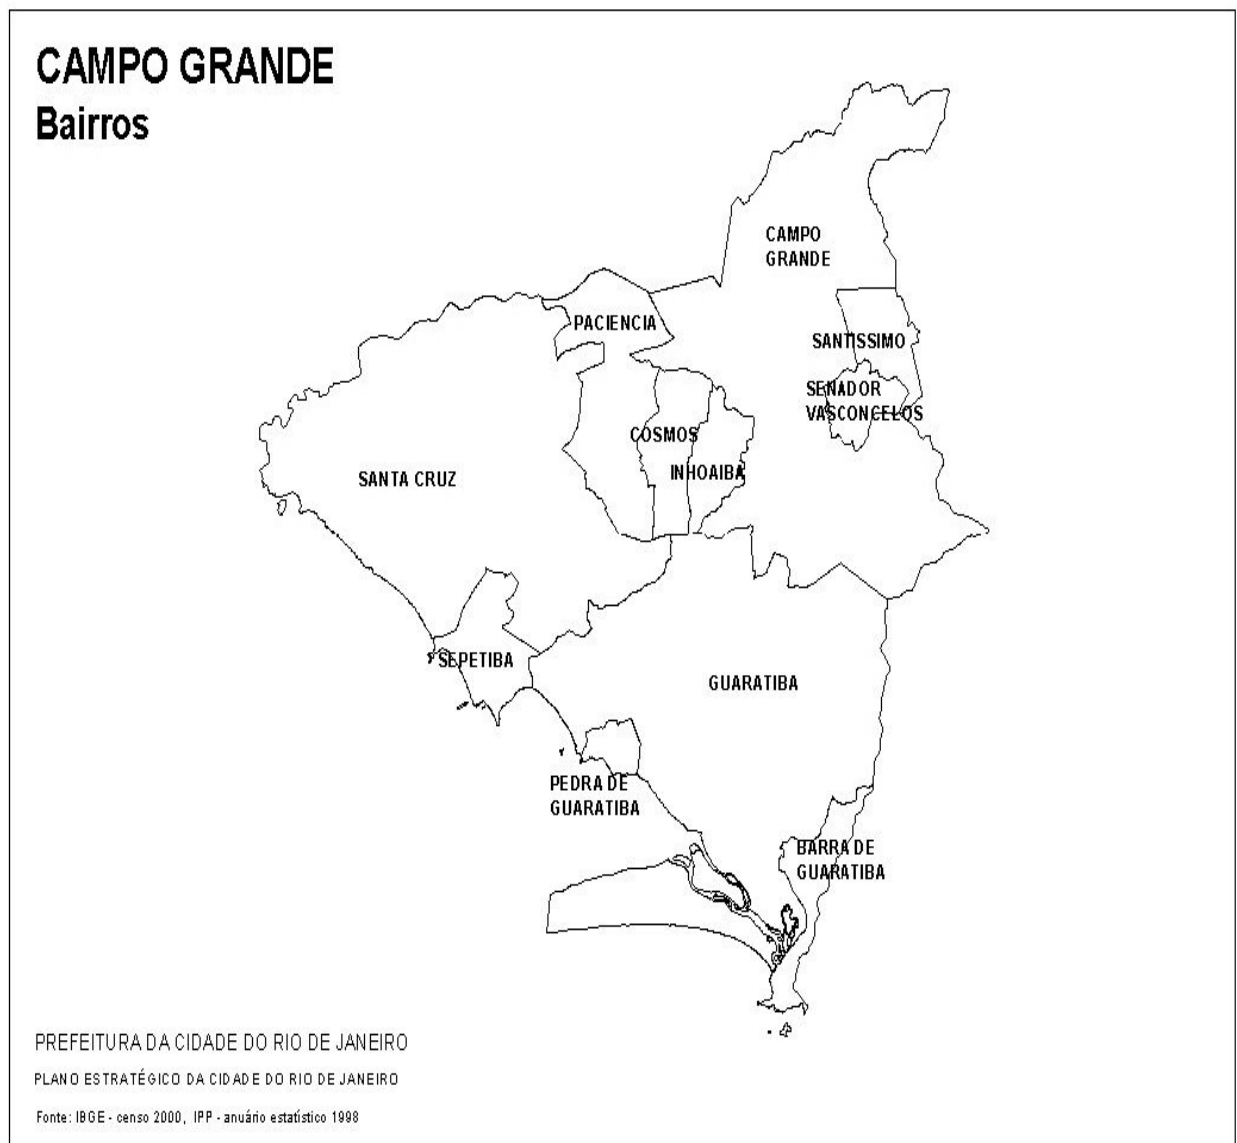 CAMPO GRANDE
Bairros
CAMPO
GRANDE
PACIENCIA
SANTISSIMO
SENADOR
VASCONCELOS
COSMOS
INHOAIBA
SANTA CRUZ
SEPETIBA
GUARATIBA
PEDRA DE
GUARATIBA
BARRA DE
GUARATIBA
PREFEITURA DA CIDADE DO RIO DE JANEIRO
PLANO ESTRATÉGICO DA CIDADE DO RIO DE JANEIRO
Fonte: IBGE - censo 2000, IPP - anuário estatístico 1998